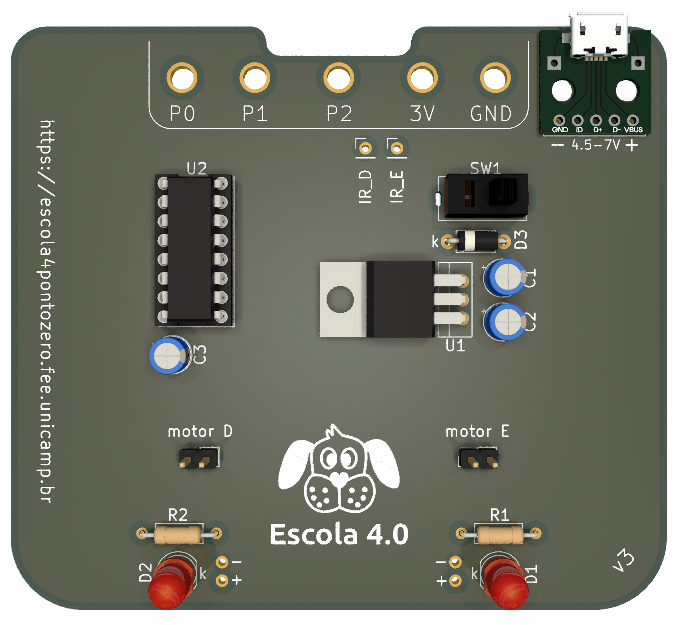 P0 P1 P2 3V GND
GND ID D+ D- VBUS
− 4.5-7V +
IR_D IR_E
U2
SW1
k D3
C1
C2
U1
C3
https://escola4pontozero.fee.unicamp.br
motor D
motor E
Escola 4.0
R2
R1
D2 k − +
− + k D1
v3